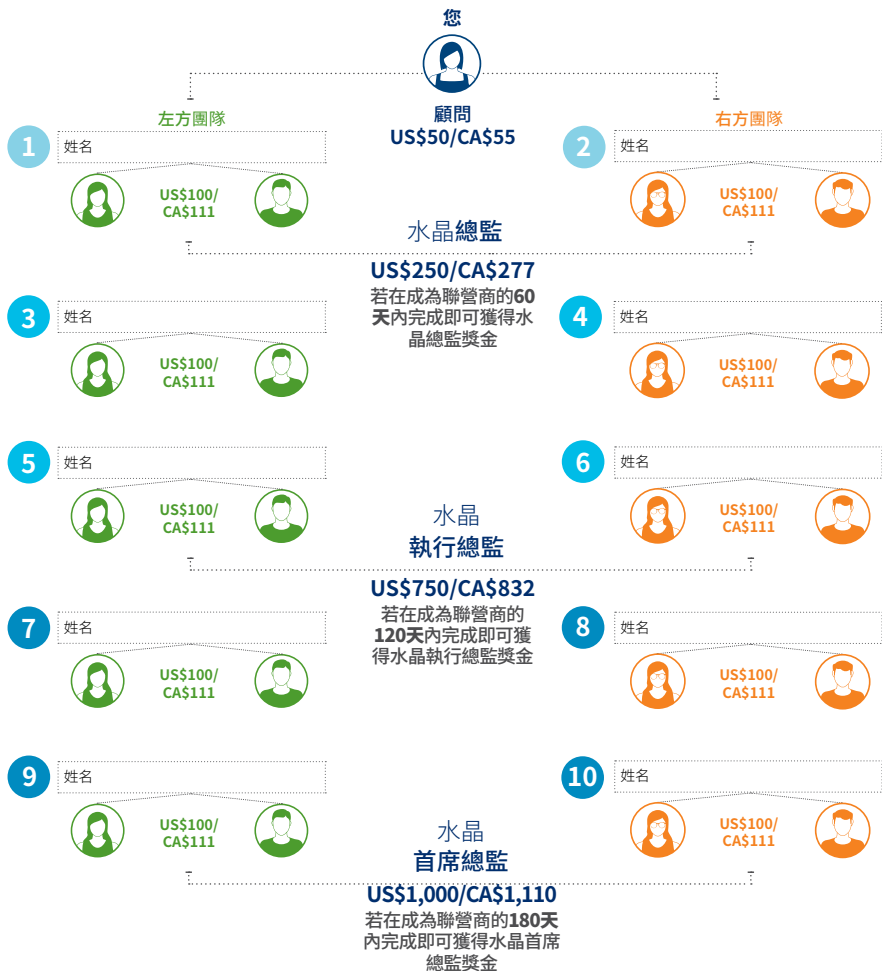 您
顧問
US$50/CA$55
左方團隊
右方團隊
1
姓名
US$100/
CA$111
2
姓名
US$100/
CA$111
水晶總監
US$250/CA$277
若在成為聯營商的60
天內完成即可獲得水
晶總監獎金
3
姓名
US$100/
CA$111
4
姓名
US$100/
CA$111
5
姓名
US$100/
CA$111
6
姓名
US$100/
CA$111
水晶
執行總監
US$750/CA$832
若在成為聯營商的
120天內完成即可獲
得水晶執行總監獎金
7
姓名
US$100/
CA$111
8
姓名
US$100/
CA$111
9
姓名
US$100/
CA$111
10
姓名
US$100/
CA$111
水晶
首席總監
US$1,000/CA$1,110
若在成為聯營商的180天
內完成即可獲得水晶首席
總監獎金